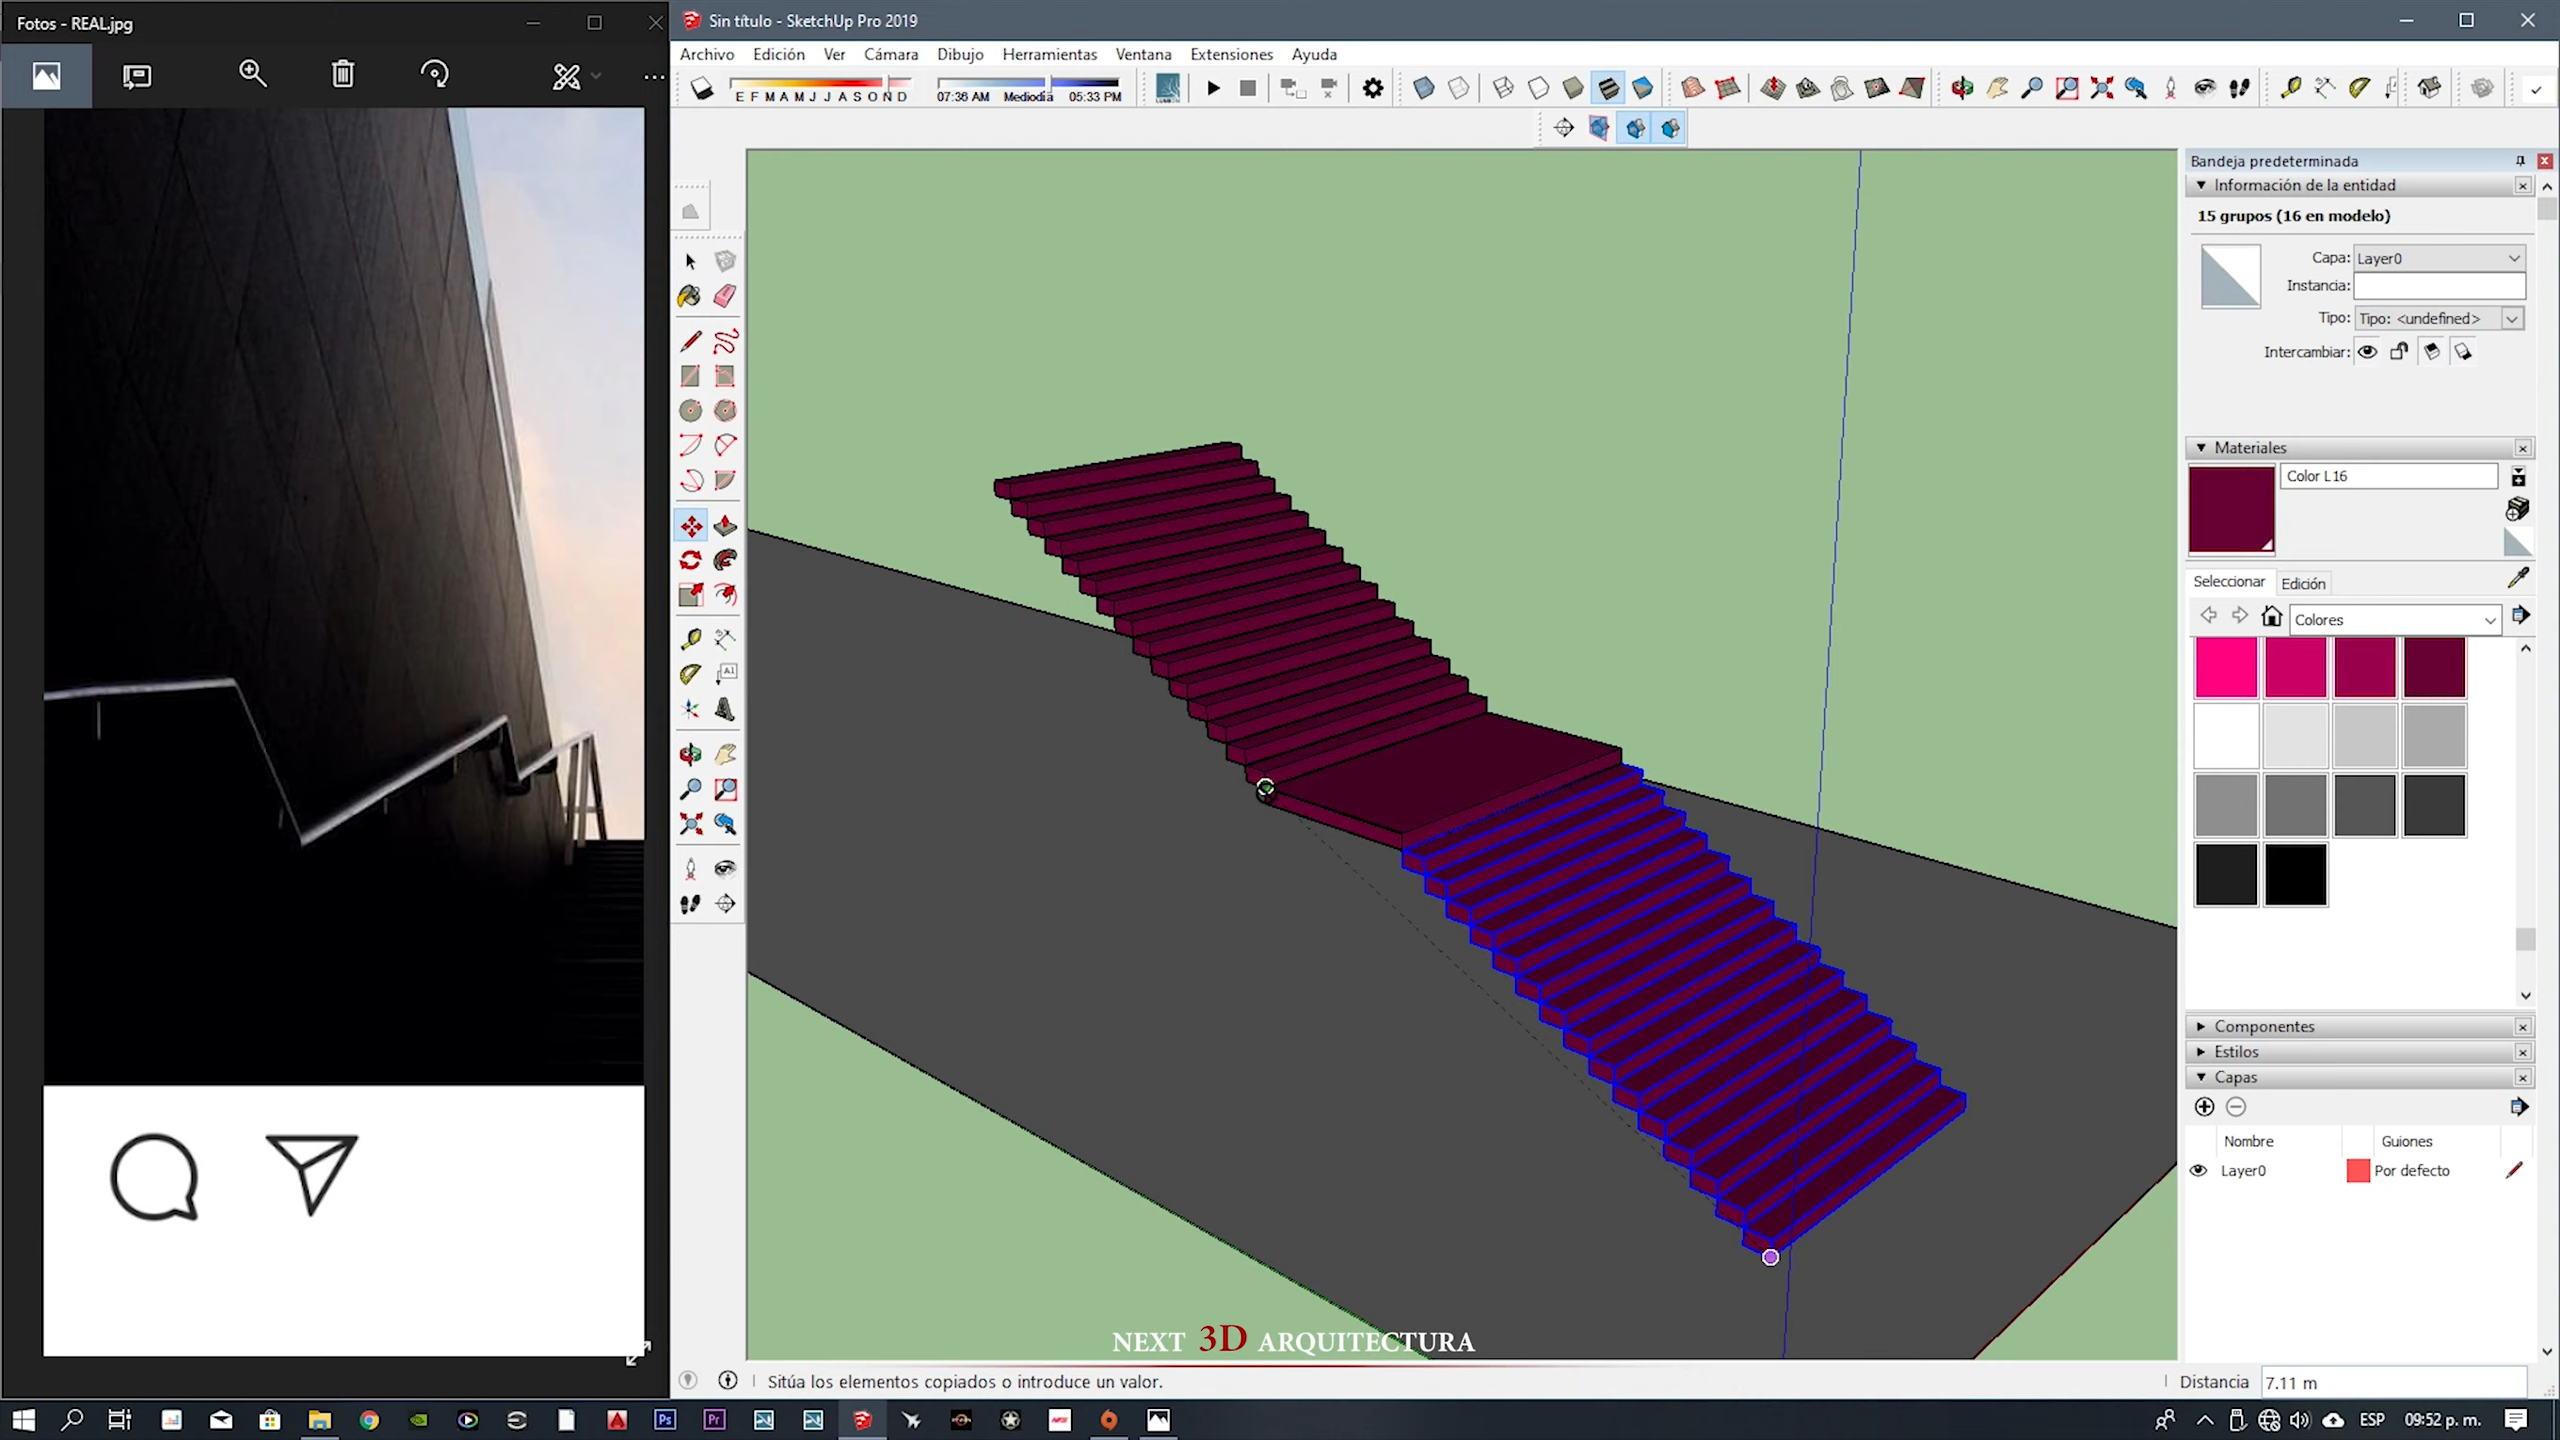 Fotos - REAL.jpg
Sin título - SketchUp Pro 2019
Archivo Edición Ver Cámara Dibujo Herramientas Ventana Extensiones Ayuda
E F M A M J J A S O N D
07:36 AM Mediodía 05:33 PM
Bandeja predeterminada
Información de la entidad
15 grupos (16 en modelo)
Capa: Layer0
Instancia:
Tipo: Tipo: <undefined>
Intercambiar:
Materiales
Color L16
Seleccionar Edición
Colores
Componentes
Estilos
Capas
Nombre Guiones
Layer0 Por defecto
NEXT 3D ARQUITECTURA
Sitúa los elementos copiados o introduce un valor.
Distancia 7.11 m
Ps Pr
ESP 09:52 p. m.